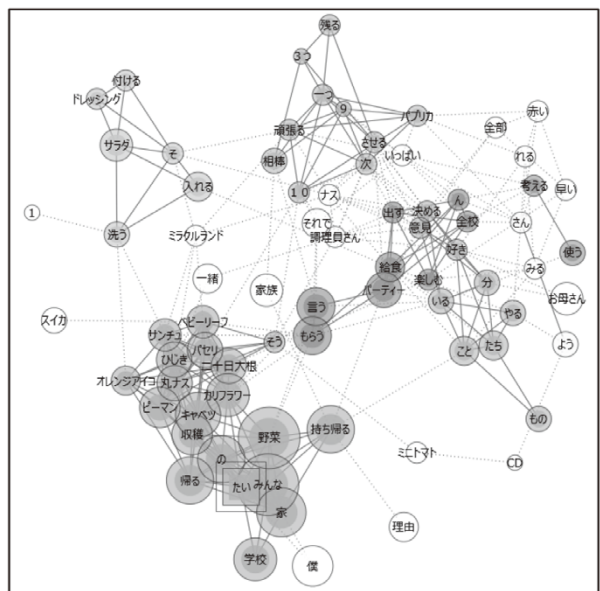 残る
3つ
付ける
ドレッシング
一つ
9
パプリカ
赤い
頑張る
全部
サラダ
させる
そ
いっぱい
れる
相棒
次
入れる
10
ナス
考える
早い
ん
1
出す
決める
それで
全校
さん
洗う
ミラクルランド
調理員さん
意見
好き
使う
給食
みる
一緒
楽しむ
分
家族
パーティー
お母さん
いる
言う
やる
スイカ
ベビーリーフ
サンチュ
もらう
そう
たち
よう
パセリ
こと
ひじき
二十日大根
オレンジアイコ
丸ナス
カリフラワー
ピーマン
キャベツ
もの
収穫
野菜
持ち帰る
ミニトマト
の
CD
帰る
たい
みんな
家
理由
学校
僕